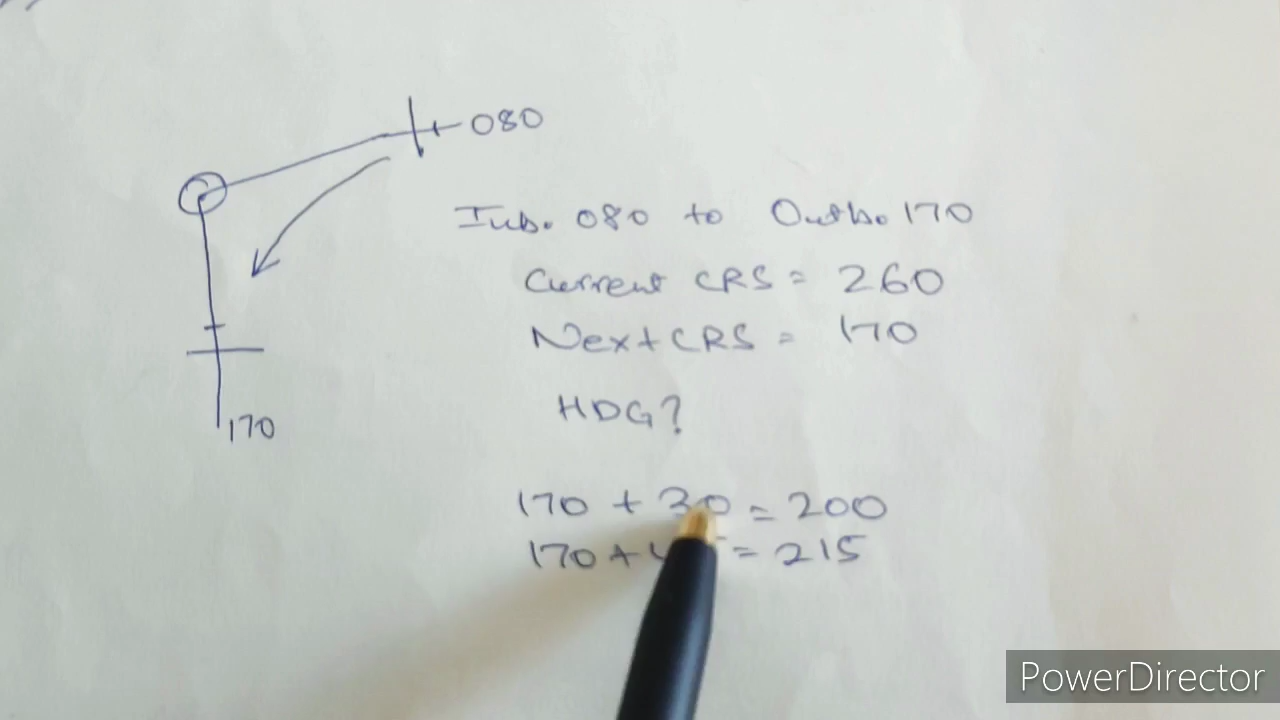 080
Inb. 080 to Outb. 170
Current CRS = 260
Next CRS = 170
HDG?
170
170 + 30 = 200
170 + = 215
PowerDirector